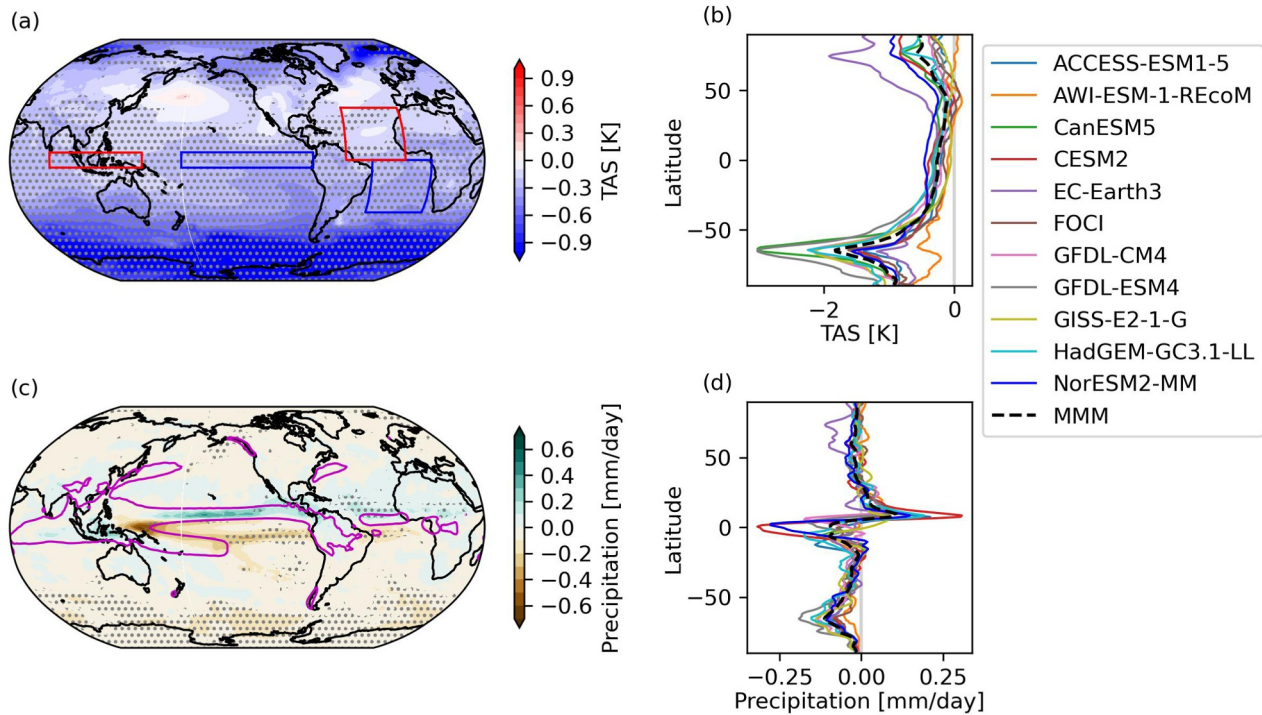 (a)
0.9
0.6
0.3
0.0
−0.3
−0.6
−0.9
TAS [K]
(b)
50
0
−50
Latitude
−2
0
TAS [K]
ACCESS-ESM1-5
AWI-ESM-1-REcoM
CanESM5
CESM2
EC-Earth3
FOCI
GFDL-CM4
GFDL-ESM4
GISS-E2-1-G
HadGEM-GC3.1-LL
NorESM2-MM
MMM
(c)
0.6
0.4
0.2
0.0
−0.2
−0.4
−0.6
Precipitation [mm/day]
(d)
50
0
−50
Latitude
−0.25
0.00
0.25
Precipitation [mm/day]